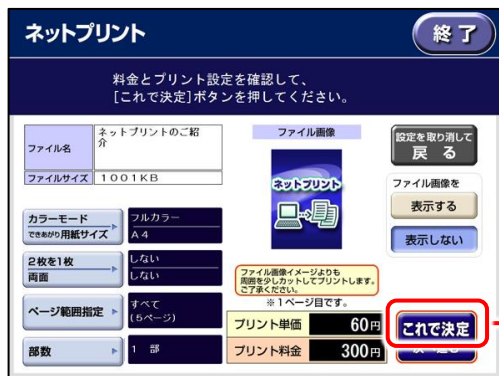 ネットプリント
終了
料金とプリント設定を確認して、
[これで決定]ボタンを押してください。
ファイル名
ネットプリントのご紹
介
ファイルサイズ
1001KB
ファイル画像
ネットプリント
設定を取り消して
戻る
ファイル画像を
表示する
表示しない
カラーモード
できあがり用紙サイズ
フルカラー
A4
2枚を1枚
両面
しない
しない
ページ範囲指定
すべて
(5ページ)
部数
1 部
ファイル画像イメージよりも
周囲を少しカットしてプリントします。
ご了承ください。
※1ページ目です。
プリント単価
60円
プリント料金
300円
これで決定